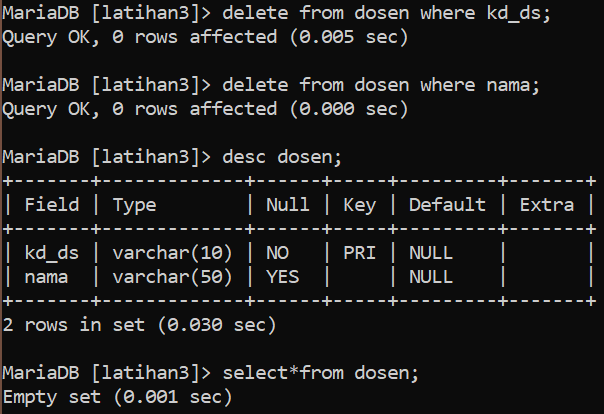 MariaDB [latihan3]> delete from dosen where kd_ds;
Query OK, 0 rows affected (0.005 sec)
MariaDB [latihan3]> delete from dosen where nama;
Query OK, 0 rows affected (0.000 sec)
MariaDB [latihan3]> desc dosen;
+-------+-------------+------+-----+---------+-------+
| Field | Type        | Null | Key | Default | Extra |
+-------+-------------+------+-----+---------+-------+
| kd_ds | varchar(10) | NO   | PRI | NULL    |       |
| nama  | varchar(50) | YES  |     | NULL    |       |
+-------+-------------+------+-----+---------+-------+
2 rows in set (0.030 sec)
MariaDB [latihan3]> select*from dosen;
Empty set (0.001 sec)